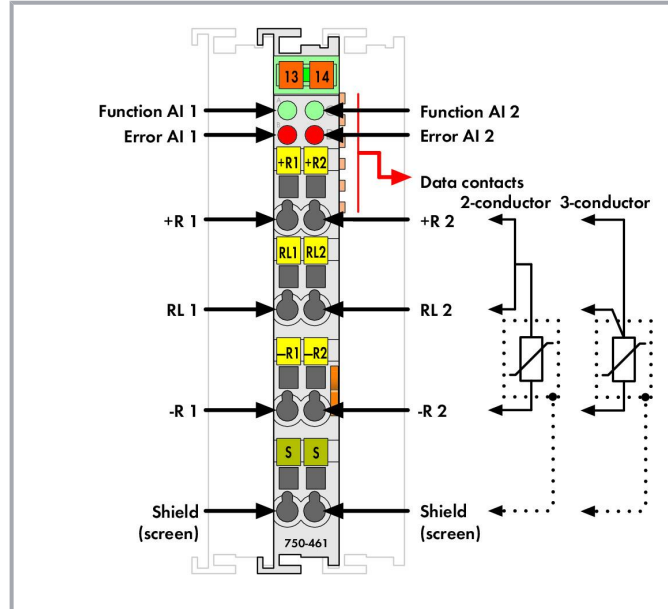 13 14
Function AI 1
Function AI 2
Error AI 1
Error AI 2
+R1 +R2
Data contacts
2-conductor 3-conductor
+R 1
+R 2
RL1 RL2
RL 1
RL 2
–R1 –R2
-R 1
-R 2
S S
Shield
(screen)
Shield
(screen)
750-461